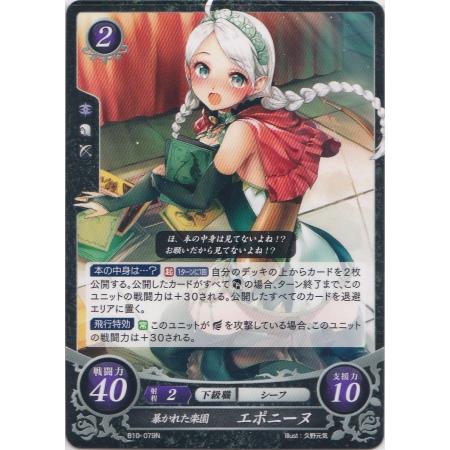 2
ほ、本の中身は見てないよね！？
お願いだから見てないよね！？
本の中身は…？ 起 1ターンに1回 自分のデッキの上からカードを2枚
公開する。公開したカードがすべて の場合、ターン終了まで、この
ユニットの戦闘力は＋30される。公開したすべてのカードを退避
エリアに置く。
飛行特効 常 このユニットが を攻撃している場合、このユニット
の戦闘力は＋30される。
戦闘力
40
射程 2 下級職 シーフ
支援力
10
暴かれた楽園 エポニーヌ
B10-079N
Illust：久野元気